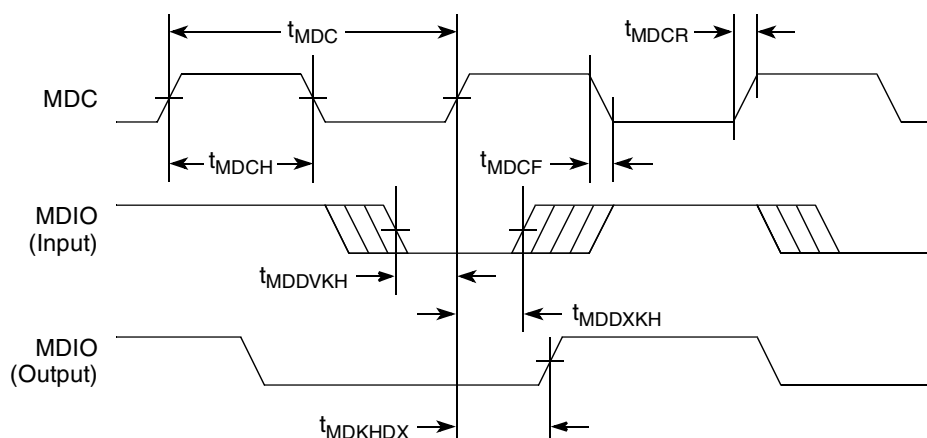 tMDC
tMDCR
MDC
tMDCH
tMDCF
MDIO
(Input)
tMDDVKH
tMDDXKH
MDIO
(Output)
tMDKHDX